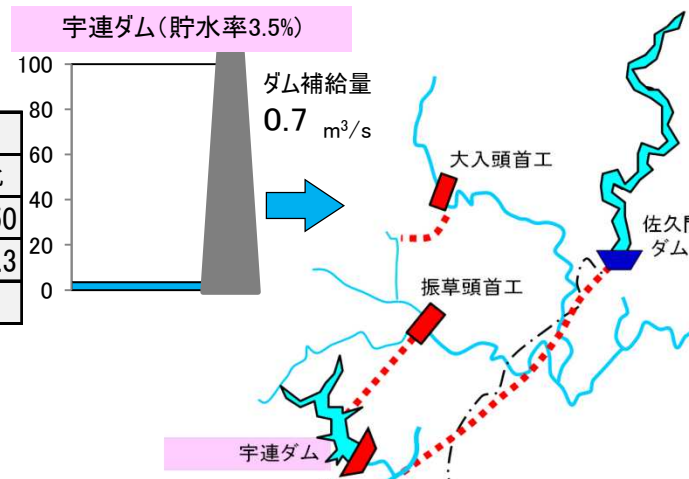 宇連ダム(貯水率3.5%)
100
80
60
40
20
0
ダム補給量
0.7 m³/s
大入頭首工
佐久
ダム
振草頭首工
宇連ダム